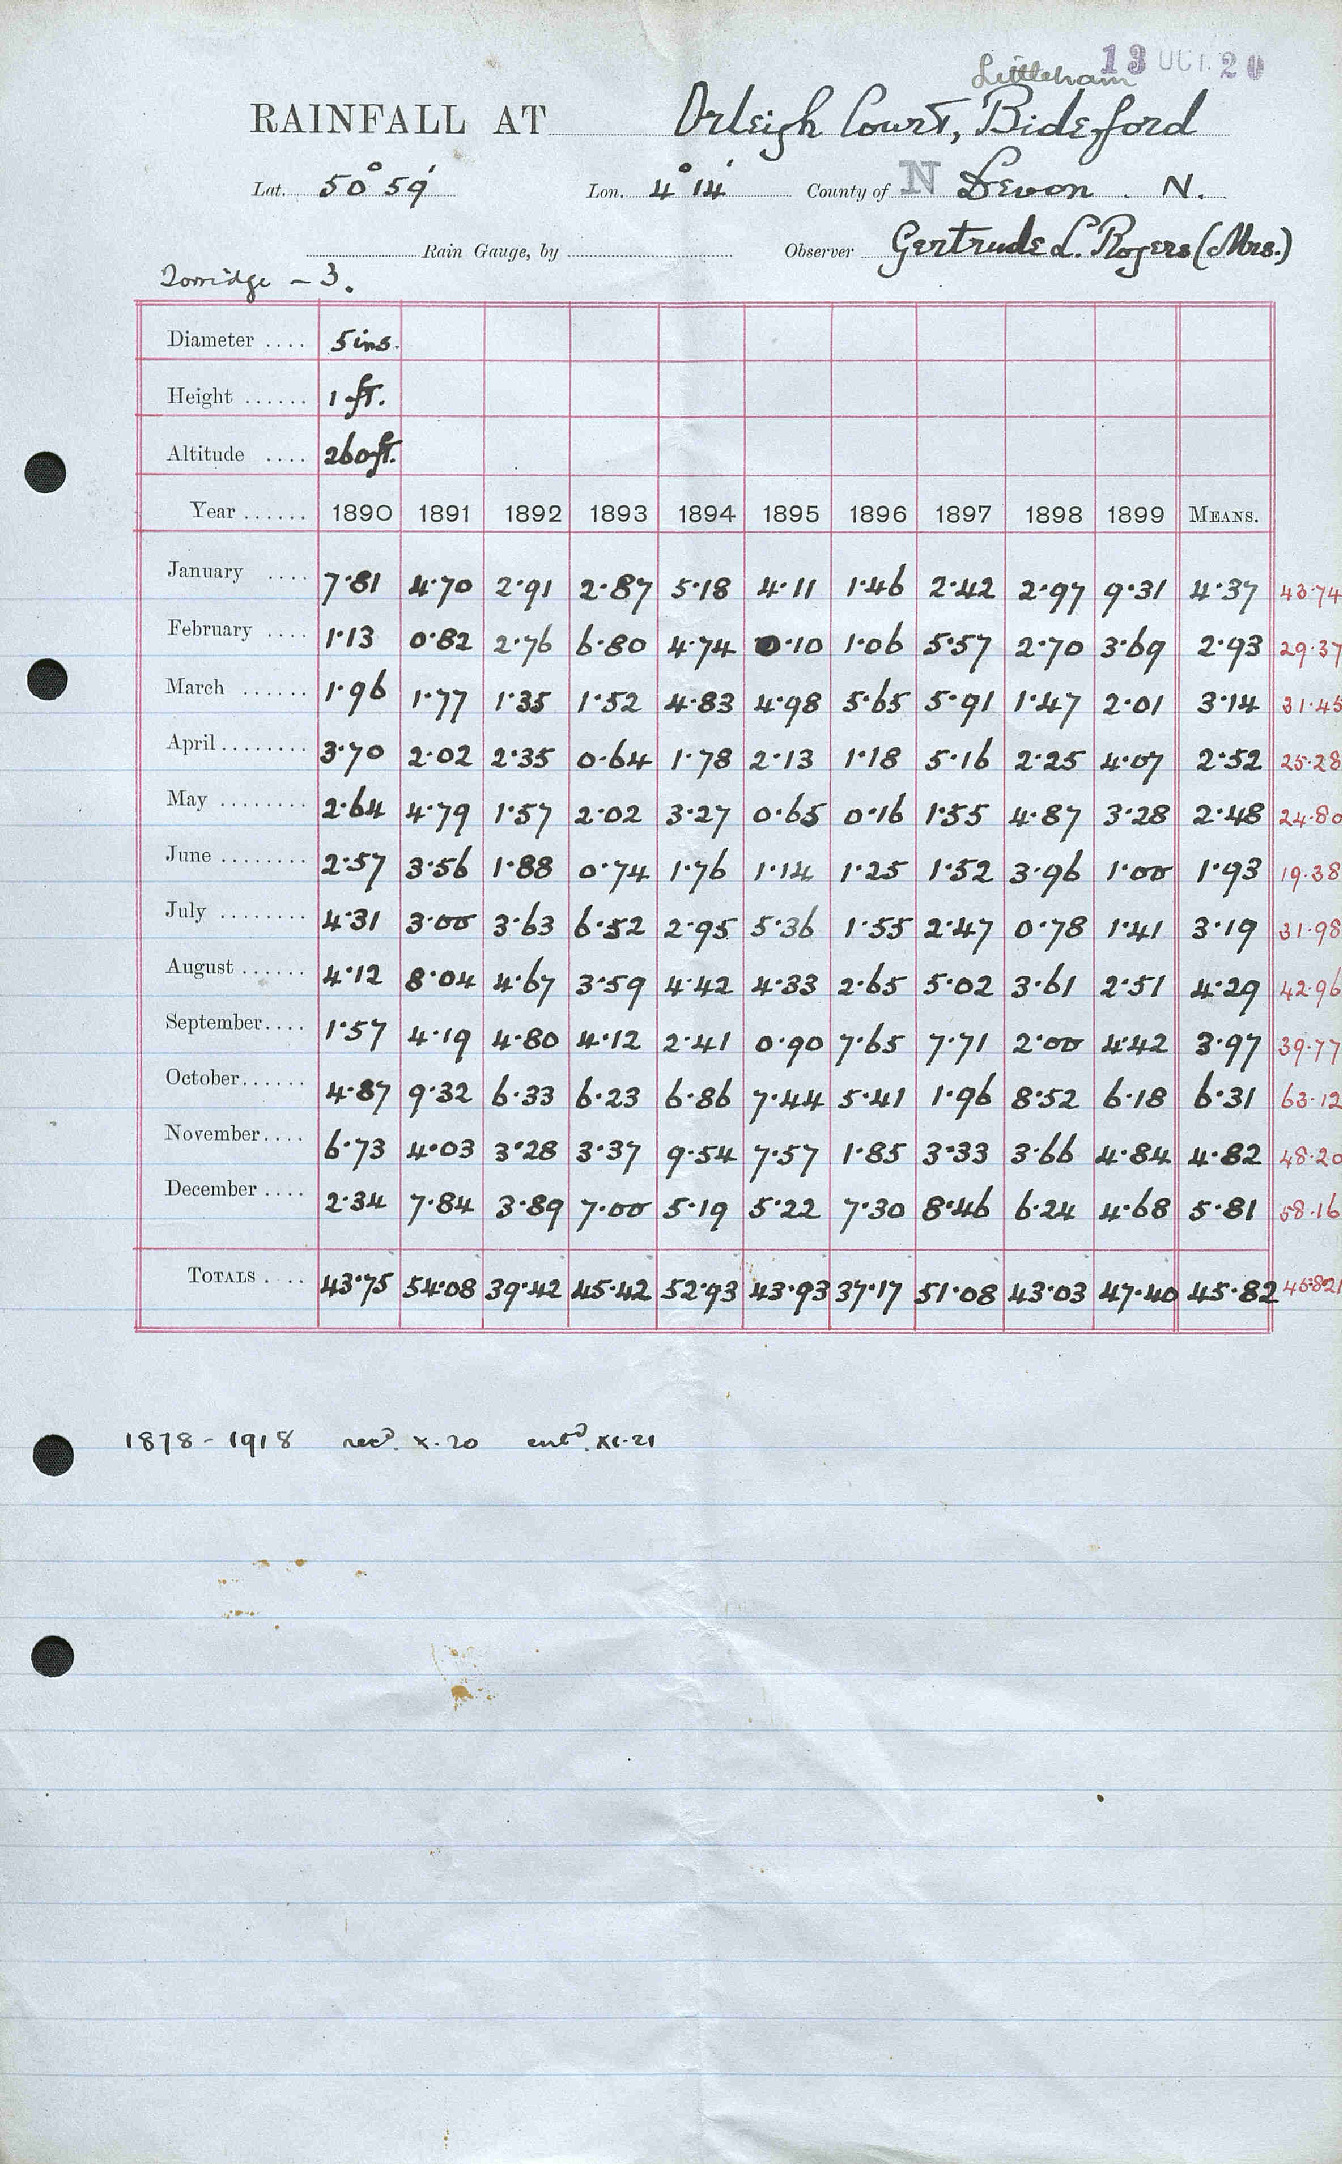 13 OCT. 20
Littleham
RAINFALL AT Orleigh Court, Bideford
Lat. 50° 59' Lon. 4° 14' County of N Devon . N.
Rain Gauge, by Observer Gertrude L. Rogers (Mrs.)
Torridge - 3.
Diameter .... 5 ins.
Height ...... 1 ft.
Altitude .... 260 ft.
Year ...... 1890 1891 1892 1893 1894 1895 1896 1897 1898 1899 MEANS.
January .... 7.81 4.70 2.91 2.87 5.18 4.11 1.46 2.42 2.97 9.31 4.37 43.74
February .... 1.13 0.82 2.76 6.80 4.74 0.10 1.06 5.57 2.70 3.69 2.93 29.37
March ...... 1.96 1.77 1.35 1.52 4.83 4.98 5.65 5.91 1.47 2.01 3.14 31.45
April ........ 3.70 2.02 2.35 0.64 1.78 2.13 1.18 5.16 2.25 4.07 2.52 25.28
May ........ 2.64 4.79 1.57 2.02 3.27 0.65 0.16 1.55 4.87 3.28 2.48 24.80
June ........ 2.57 3.56 1.88 0.74 1.76 1.14 1.25 1.52 3.96 1.00 1.93 19.38
July ........ 4.31 3.00 3.63 6.52 2.95 5.36 1.55 2.47 0.78 1.41 3.19 31.98
August ...... 4.12 8.04 4.67 3.59 4.42 4.33 2.65 5.02 3.61 2.51 4.29 42.96
September .... 1.57 4.19 4.80 4.12 2.41 0.90 7.65 7.71 2.00 4.42 3.97 39.77
October ...... 4.87 9.32 6.33 6.23 6.86 7.44 5.41 1.96 8.52 6.18 6.31 63.12
November .... 6.73 4.03 3.28 3.37 9.54 7.57 1.85 3.33 3.66 4.84 4.82 48.20
December .... 2.34 7.84 3.89 7.00 5.19 5.22 7.30 8.46 6.24 4.68 5.81 58.16
TOTALS .... 43.75 54.08 39.42 45.42 52.93 43.93 37.17 51.08 43.03 47.40 45.82 45.821
1878 - 1918 recd. X. 20 entd. XI. 21